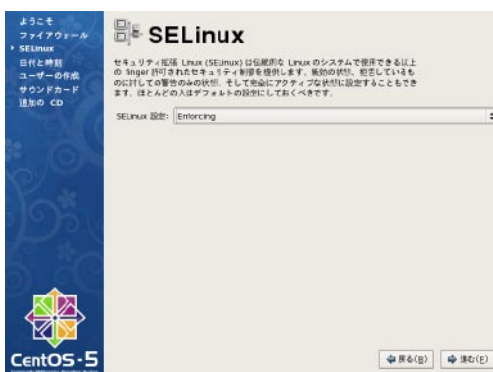 ようこそ
ファイアウォール
SELinux
日付と時刻
ユーザーの作成
サウンドカード
追加の CD
SELinux
セキュリティ拡張 Linux (SELinux) は伝統的な Linux のシステムで使用できる以上
の finger 許可されたセキュリティ制御を提供します。無効の状態、拒否しているも
のに対しての警告のみの状態、そして完全にアクティブな状態に設定することもでき
ます。ほとんどの人はデフォルトの設定にしておくべきです。
SELinux 設定: Enforcing
CentOS-5
戻る(B) 進む(F)